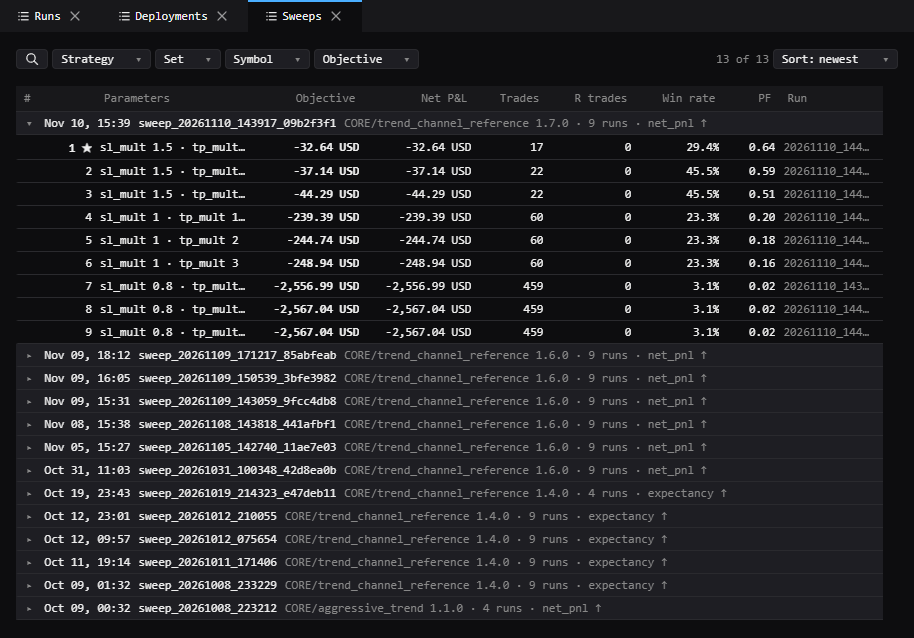 Runs Deployments Sweeps
Strategy Set Symbol Objective 13 of 13 Sort: newest
# Parameters Objective Net P&L Trades R trades Win rate PF Run
Nov 10, 15:39 sweep_20261110_143917_09b2f3f1 CORE/trend_channel_reference 1.7.0 · 9 runs · net_pnl ↑
1 ★ sl_mult 1.5 · tp_mult… -32.64 USD -32.64 USD 17 0 29.4% 0.64 20261110_144…
2 sl_mult 1.5 · tp_mult… -37.14 USD -37.14 USD 22 0 45.5% 0.59 20261110_144…
3 sl_mult 1.5 · tp_mult… -44.29 USD -44.29 USD 22 0 45.5% 0.51 20261110_144…
4 sl_mult 1 · tp_mult 1… -239.39 USD -239.39 USD 60 0 23.3% 0.20 20261110_144…
5 sl_mult 1 · tp_mult 2 -244.74 USD -244.74 USD 60 0 23.3% 0.18 20261110_144…
6 sl_mult 1 · tp_mult 3 -248.94 USD -248.94 USD 60 0 23.3% 0.16 20261110_144…
7 sl_mult 0.8 · tp_mult… -2,556.99 USD -2,556.99 USD 459 0 3.1% 0.02 20261110_143…
8 sl_mult 0.8 · tp_mult… -2,567.04 USD -2,567.04 USD 459 0 3.1% 0.02 20261110_144…
9 sl_mult 0.8 · tp_mult… -2,567.04 USD -2,567.04 USD 459 0 3.1% 0.02 20261110_144…
Nov 09, 18:12 sweep_20261109_171217_85abfeab CORE/trend_channel_reference 1.6.0 · 9 runs · net_pnl ↑
Nov 09, 16:05 sweep_20261109_150539_3bfe3982 CORE/trend_channel_reference 1.6.0 · 9 runs · net_pnl ↑
Nov 09, 15:31 sweep_20261109_143059_9fcc4db8 CORE/trend_channel_reference 1.6.0 · 9 runs · net_pnl ↑
Nov 08, 15:38 sweep_20261108_143818_441afbf1 CORE/trend_channel_reference 1.6.0 · 9 runs · net_pnl ↑
Nov 05, 15:27 sweep_20261105_142740_11ae7e03 CORE/trend_channel_reference 1.6.0 · 9 runs · net_pnl ↑
Oct 31, 11:03 sweep_20261031_100348_42d8ea0b CORE/trend_channel_reference 1.6.0 · 9 runs · net_pnl ↑
Oct 19, 23:43 sweep_20261019_214323_e47deb11 CORE/trend_channel_reference 1.4.0 · 4 runs · expectancy ↑
Oct 12, 23:01 sweep_20261012_210055 CORE/trend_channel_reference 1.4.0 · 9 runs · expectancy ↑
Oct 12, 09:57 sweep_20261012_075654 CORE/trend_channel_reference 1.4.0 · 9 runs · expectancy ↑
Oct 11, 19:14 sweep_20261011_171406 CORE/trend_channel_reference 1.4.0 · 9 runs · expectancy ↑
Oct 09, 01:32 sweep_20261008_233229 CORE/trend_channel_reference 1.4.0 · 9 runs · expectancy ↑
Oct 09, 00:32 sweep_20261008_223212 CORE/aggressive_trend 1.1.0 · 4 runs · net_pnl ↑